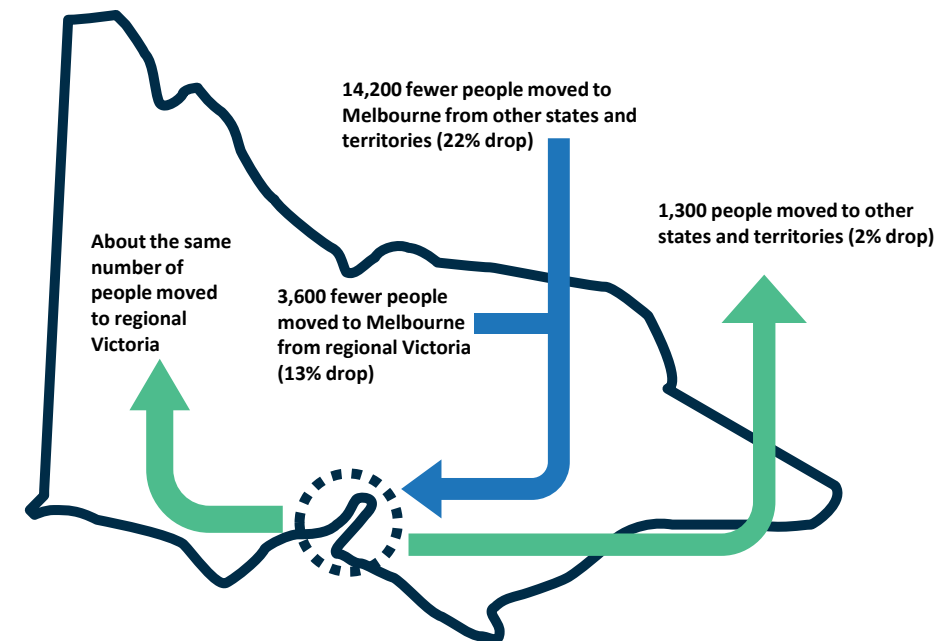 14,200 fewer people moved to
Melbourne from other states and
territories (22% drop)
1,300 people moved to other
states and territories (2% drop)
About the same
number of
people moved
to regional
Victoria
3,600 fewer people
moved to Melbourne
from regional Victoria
(13% drop)